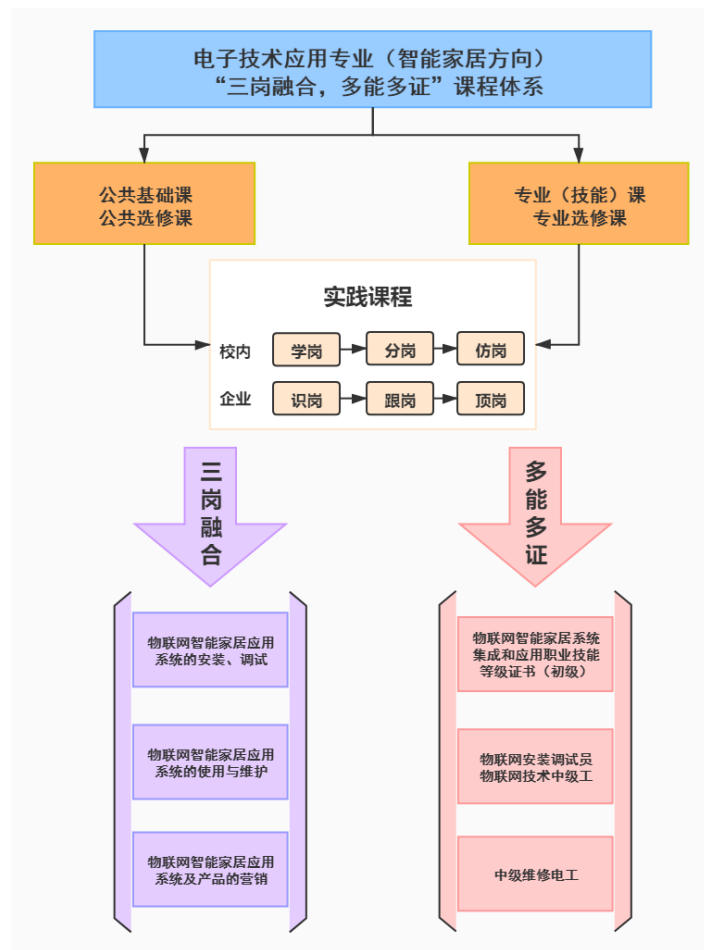 电子技术应用专业（智能家居方向）
“三岗融合，多能多证”课程体系
公共基础课
公共选修课
专业（技能）课
专业选修课
实践课程
校内
学岗
分岗
仿岗
企业
识岗
跟岗
顶岗
三岗融合
多能多证
物联网智能家居应用
系统的安装、调试
物联网智能家居应用
系统的使用与维护
物联网智能家居应用
系统及产品的营销
物联网智能家居系统
集成和应用职业技能
等级证书（初级）
物联网安装调试员
物联网技术中级工
中级维修电工